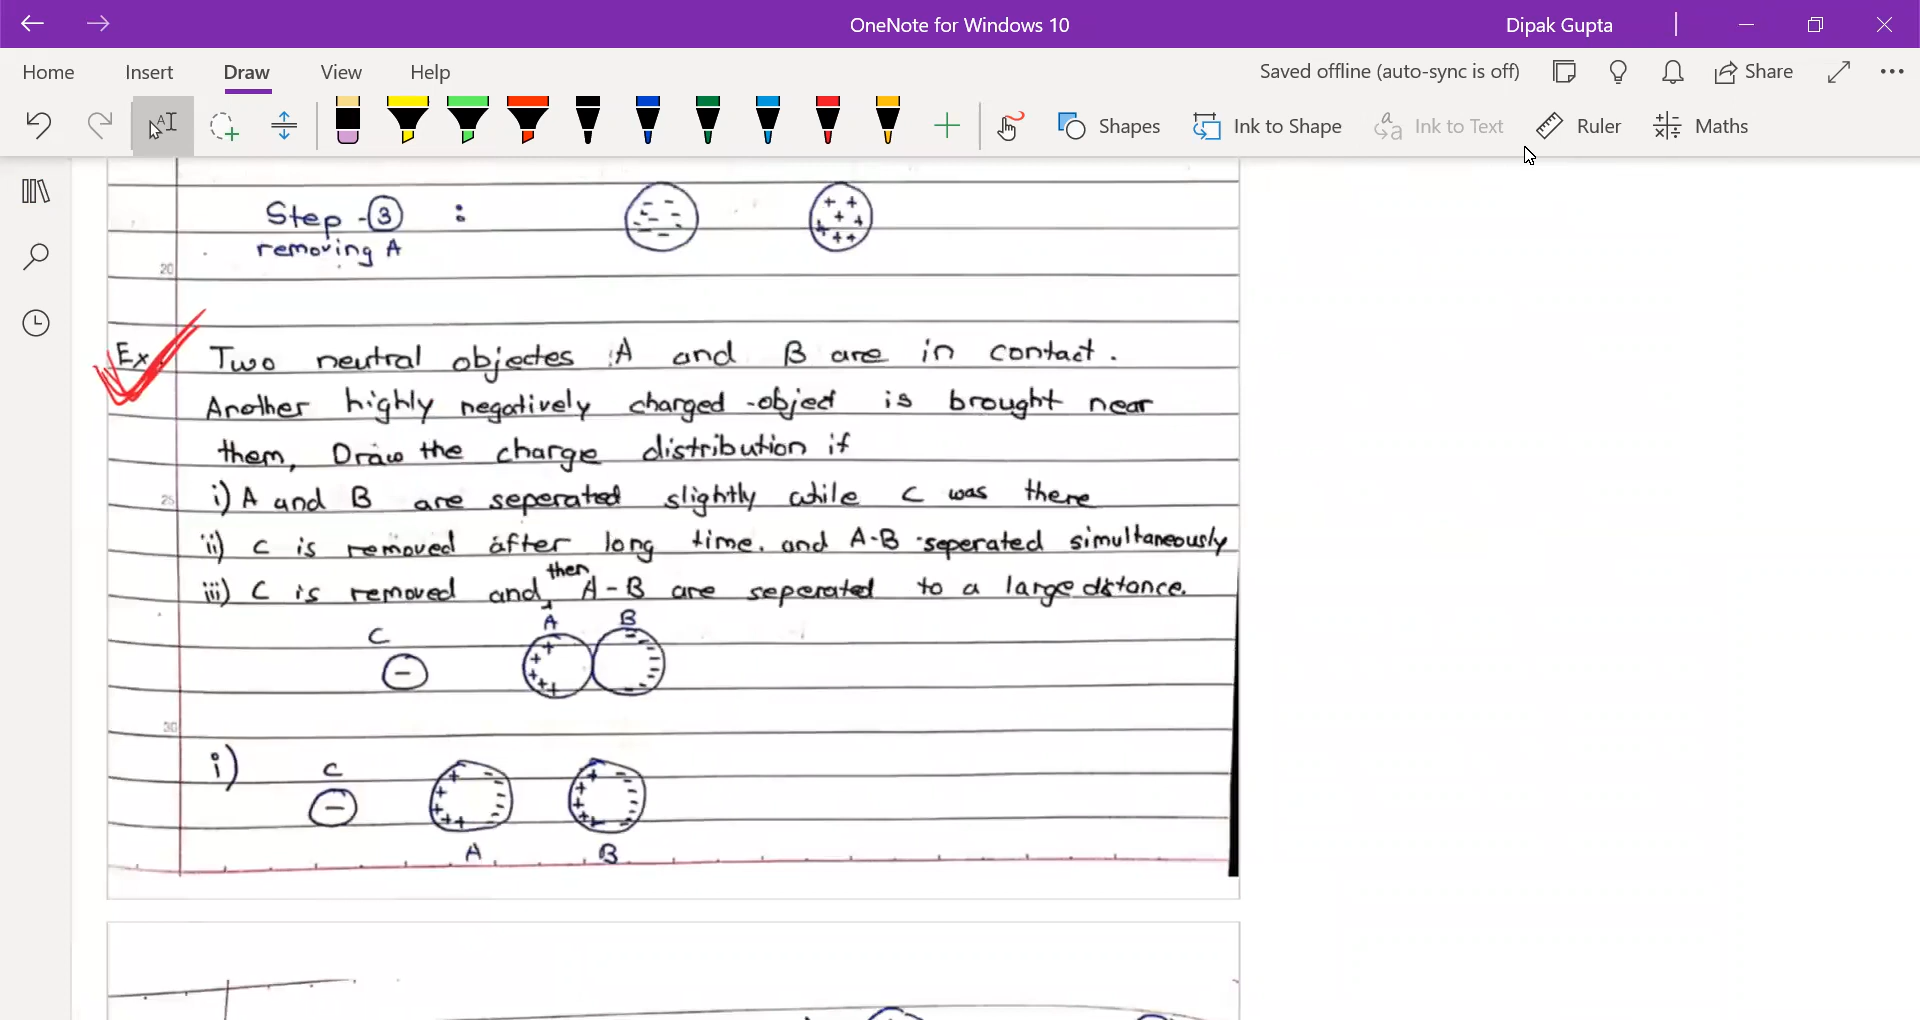 OneNote for Windows 10
Dipak Gupta
Home Insert Draw View Help
Saved offline (auto-sync is off)
Share
Shapes
Ink to Shape
Ink to Text
Ruler
Maths
Step - 3 :
removing A
20
Ex. Two neutral objectes A and B are in contact.
Another highly negatively charged object is brought near
them, Draw the charge distribution if
25
i) A and B are seperated slightly while C was there
ii) C is removed after long time. and A-B seperated simultaneously
iii) C is removed and then A-B are seperated to a large distance.
C A B
30
i) C
A B